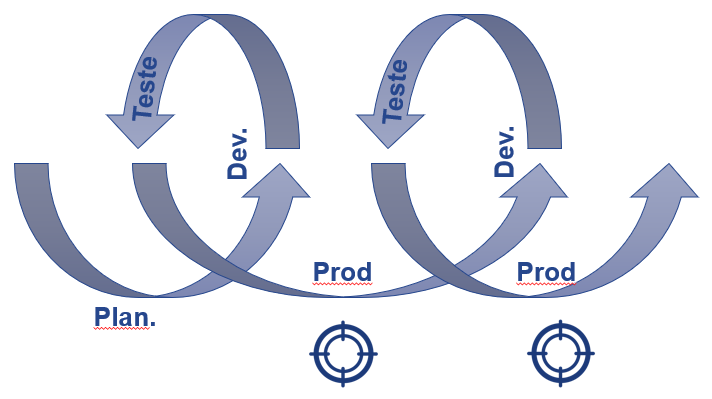 Teste
Dev.
Teste
Dev.
Prod
Prod
Plan.